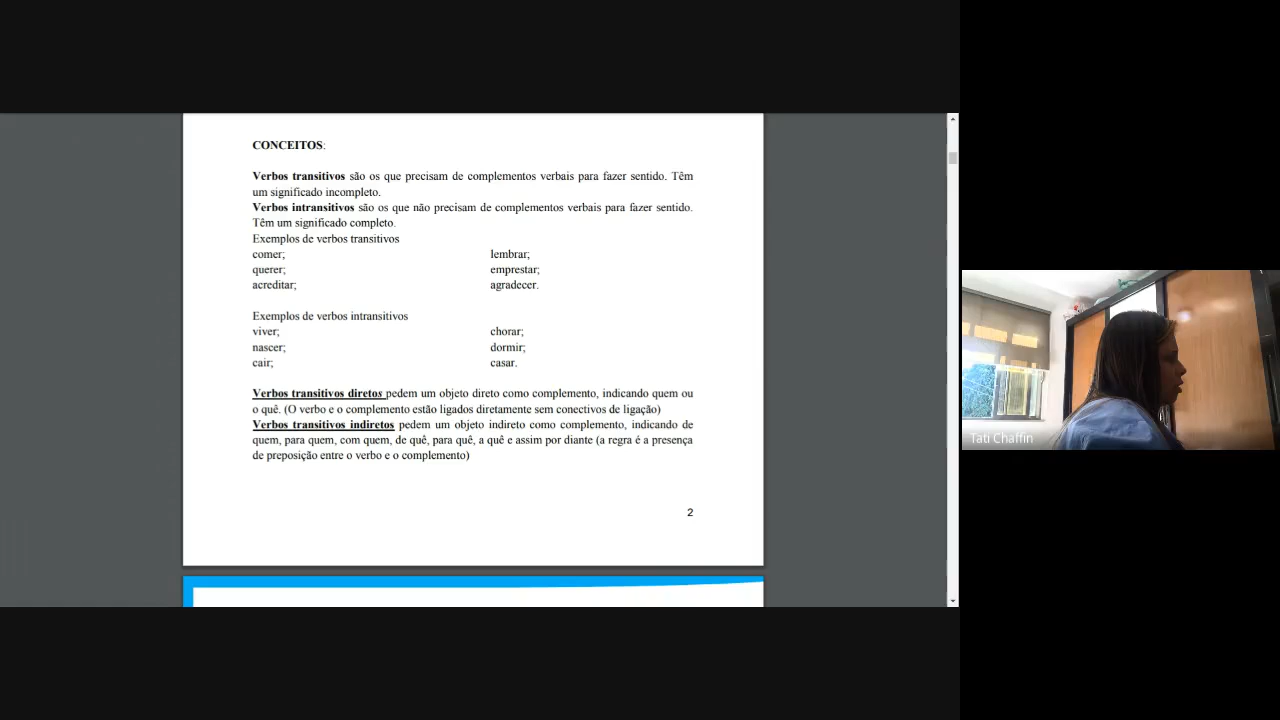 CONCEITOS:
Verbos transitivos são os que precisam de complementos verbais para fazer sentido. Têm
um significado incompleto.
Verbos intransitivos são os que não precisam de complementos verbais para fazer sentido.
Têm um significado completo.
Exemplos de verbos transitivos
comer; lembrar;
querer; emprestar;
acreditar; agradecer.
Exemplos de verbos intransitivos
viver; chorar;
nascer; dormir;
cair; casar.
Verbos transitivos diretos pedem um objeto direto como complemento, indicando quem ou
o quê. (O verbo e o complemento estão ligados diretamente sem conectivos de ligação)
Verbos transitivos indiretos pedem um objeto indireto como complemento, indicando de
quem, para quem, com quem, de quê, para quê, a quê e assim por diante (a regra é a presença
de preposição entre o verbo e o complemento)
2
Tati Chaffin